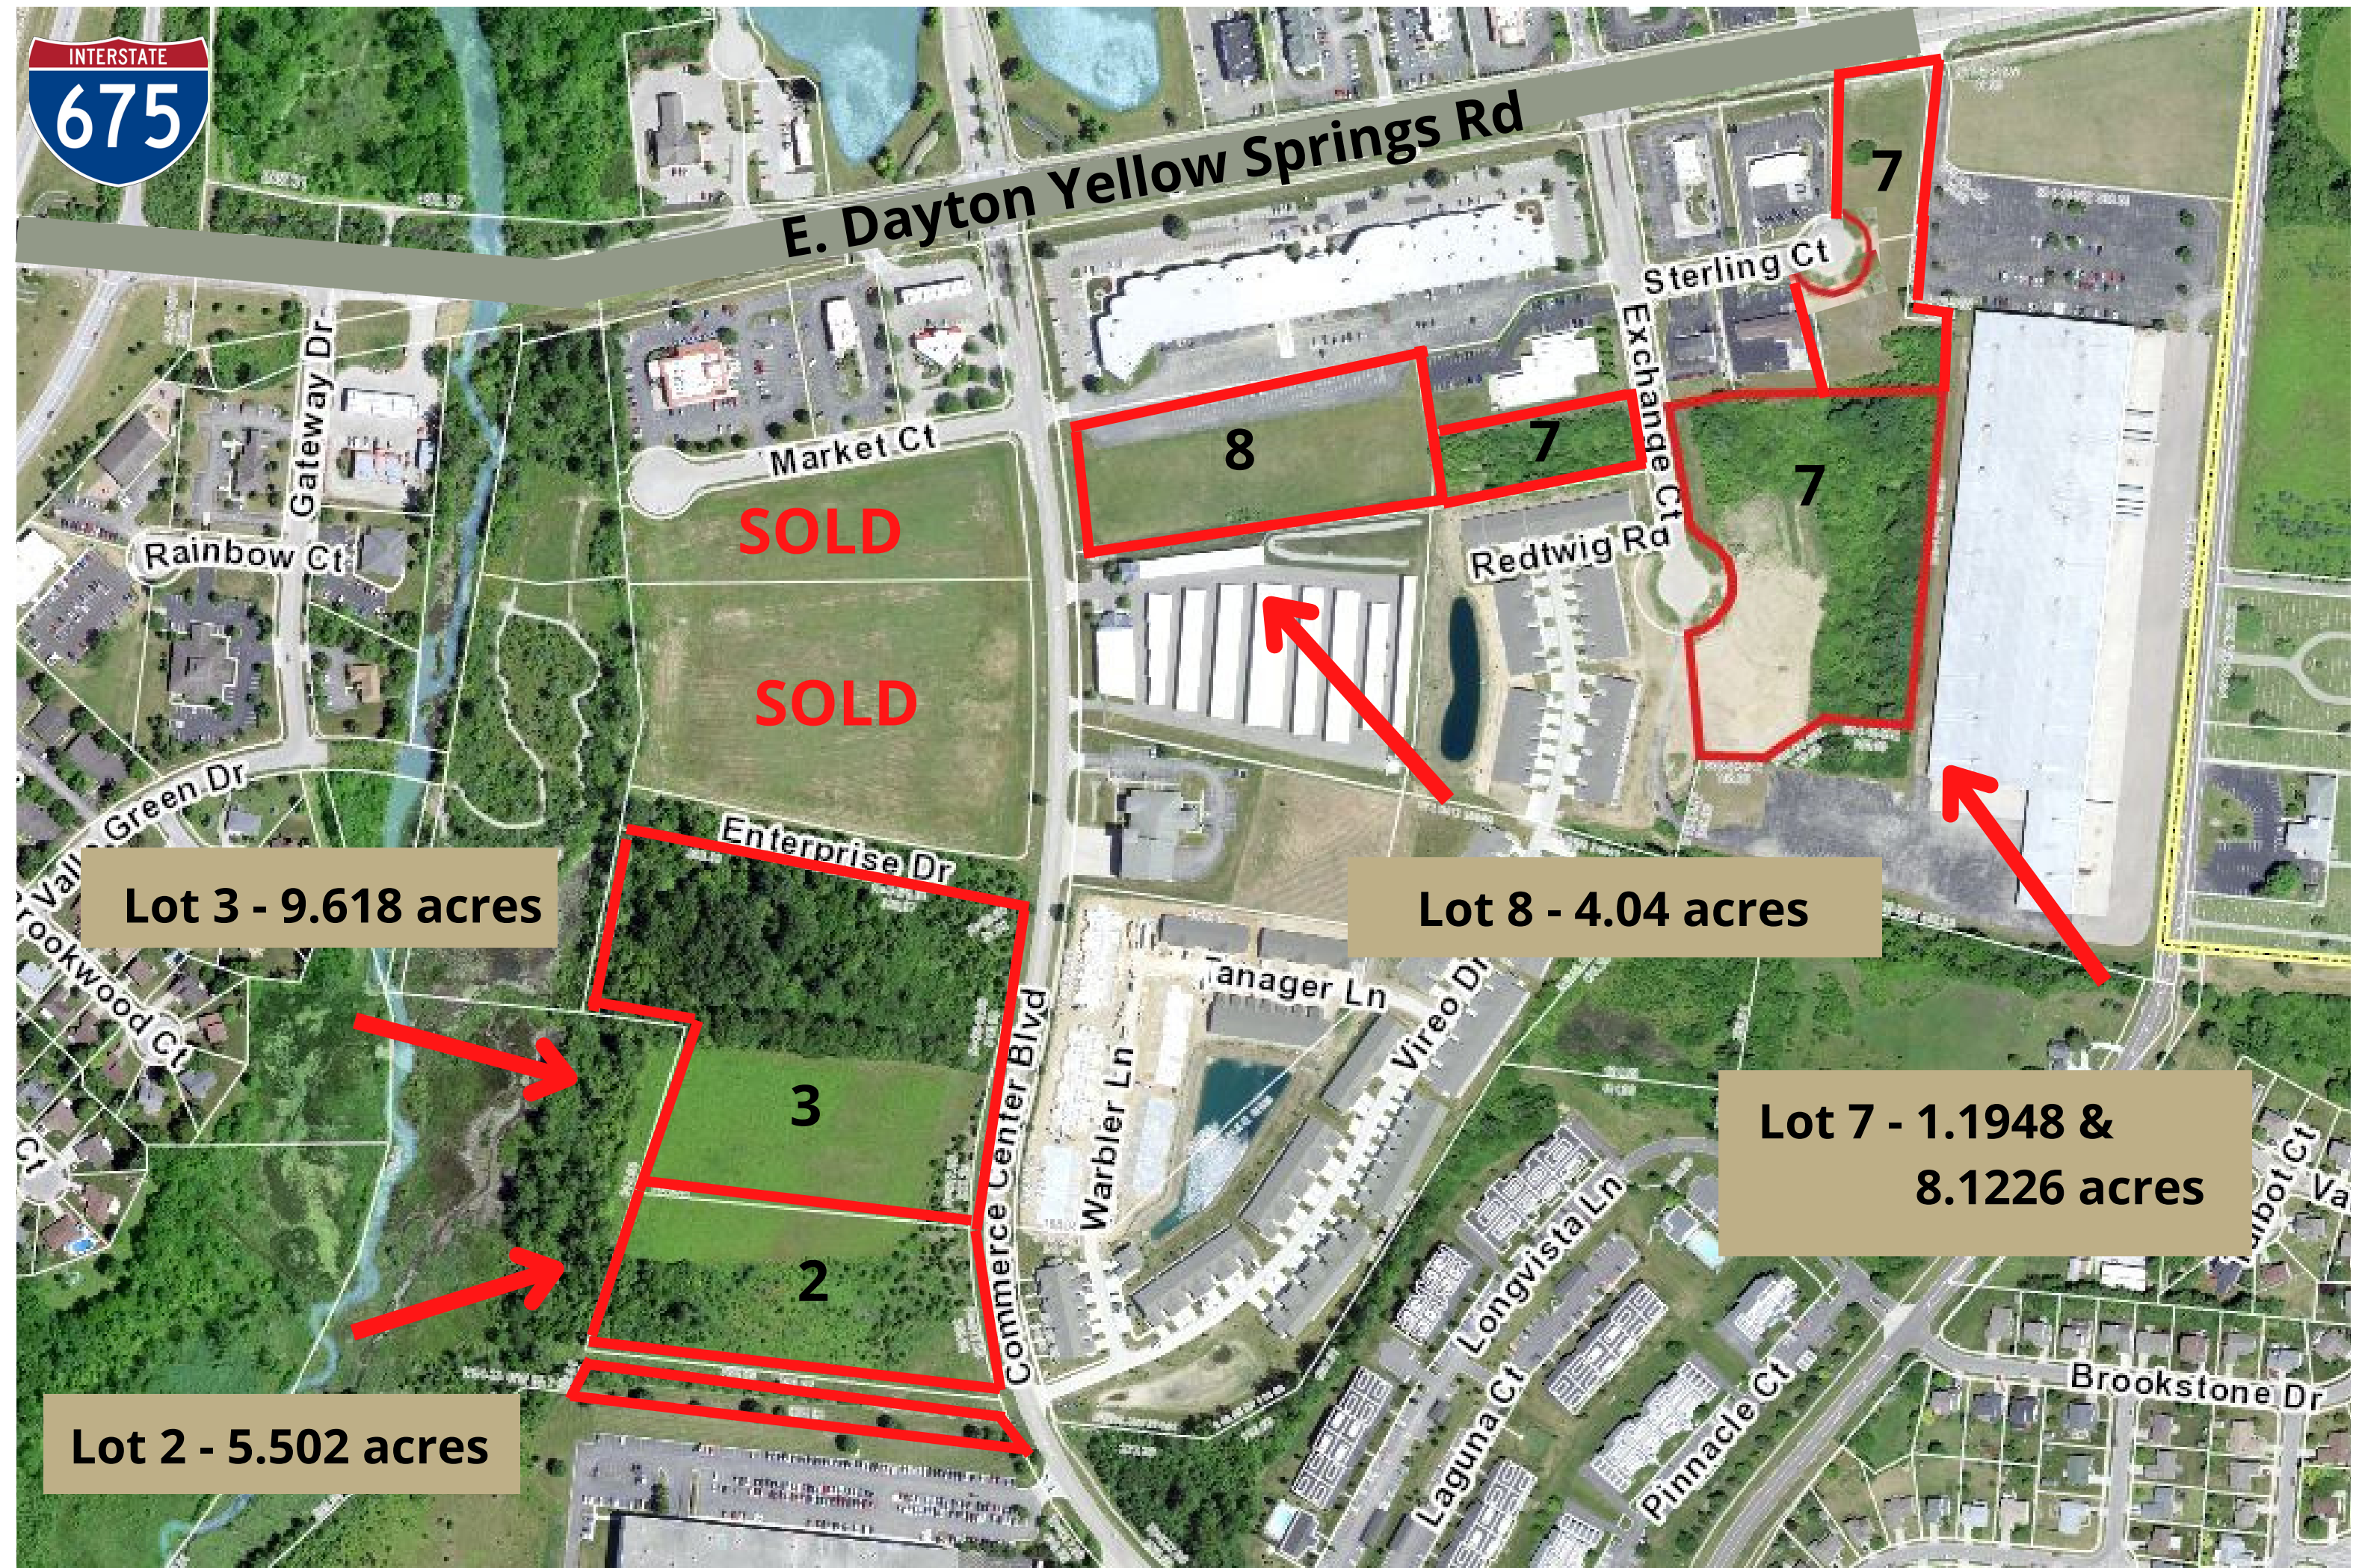 INTERSTATE
675
E. Dayton Yellow Springs Rd
7
Sterling Ct
Gateway Dr
Exchange Ct
Market Ct
8
7
7
SOLD
Rainbow Ct
Redtwig Rd
SOLD
Green Dr
Enterprise Dr
Lot 3 - 9.618 acres
Lot 8 - 4.04 acres
Brookwood Ct
Tanager Ln
Vireo Dr
3
Commerce Center Blvd
Warbler Ln
Lot 7 - 1.1948 &
8.1226 acres
Ct
Longvista Ln
2
Brookstone Dr
Laguna Ct
Pinnacle Ct
Lot 2 - 5.502 acres